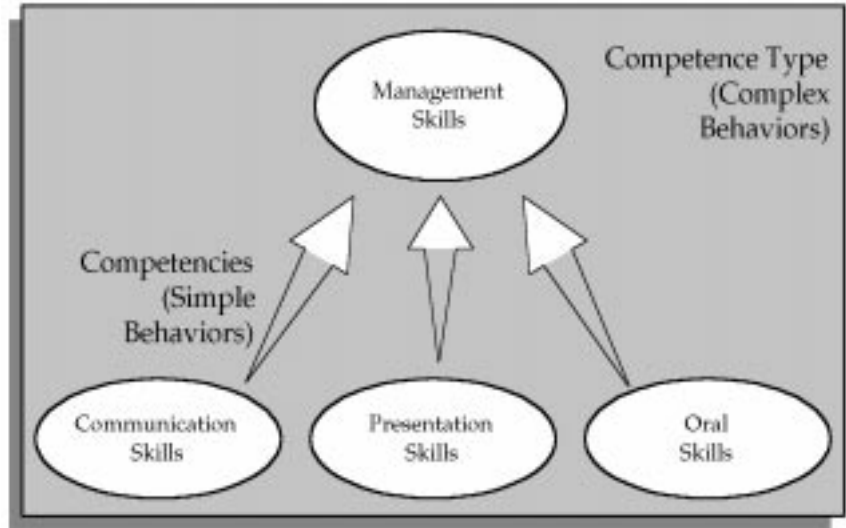 Management
Skills
Competence Type
(Complex
Behaviors)
Competencies
(Simple
Behaviors)
Communication
Skills
Presentation
Skills
Oral
Skills